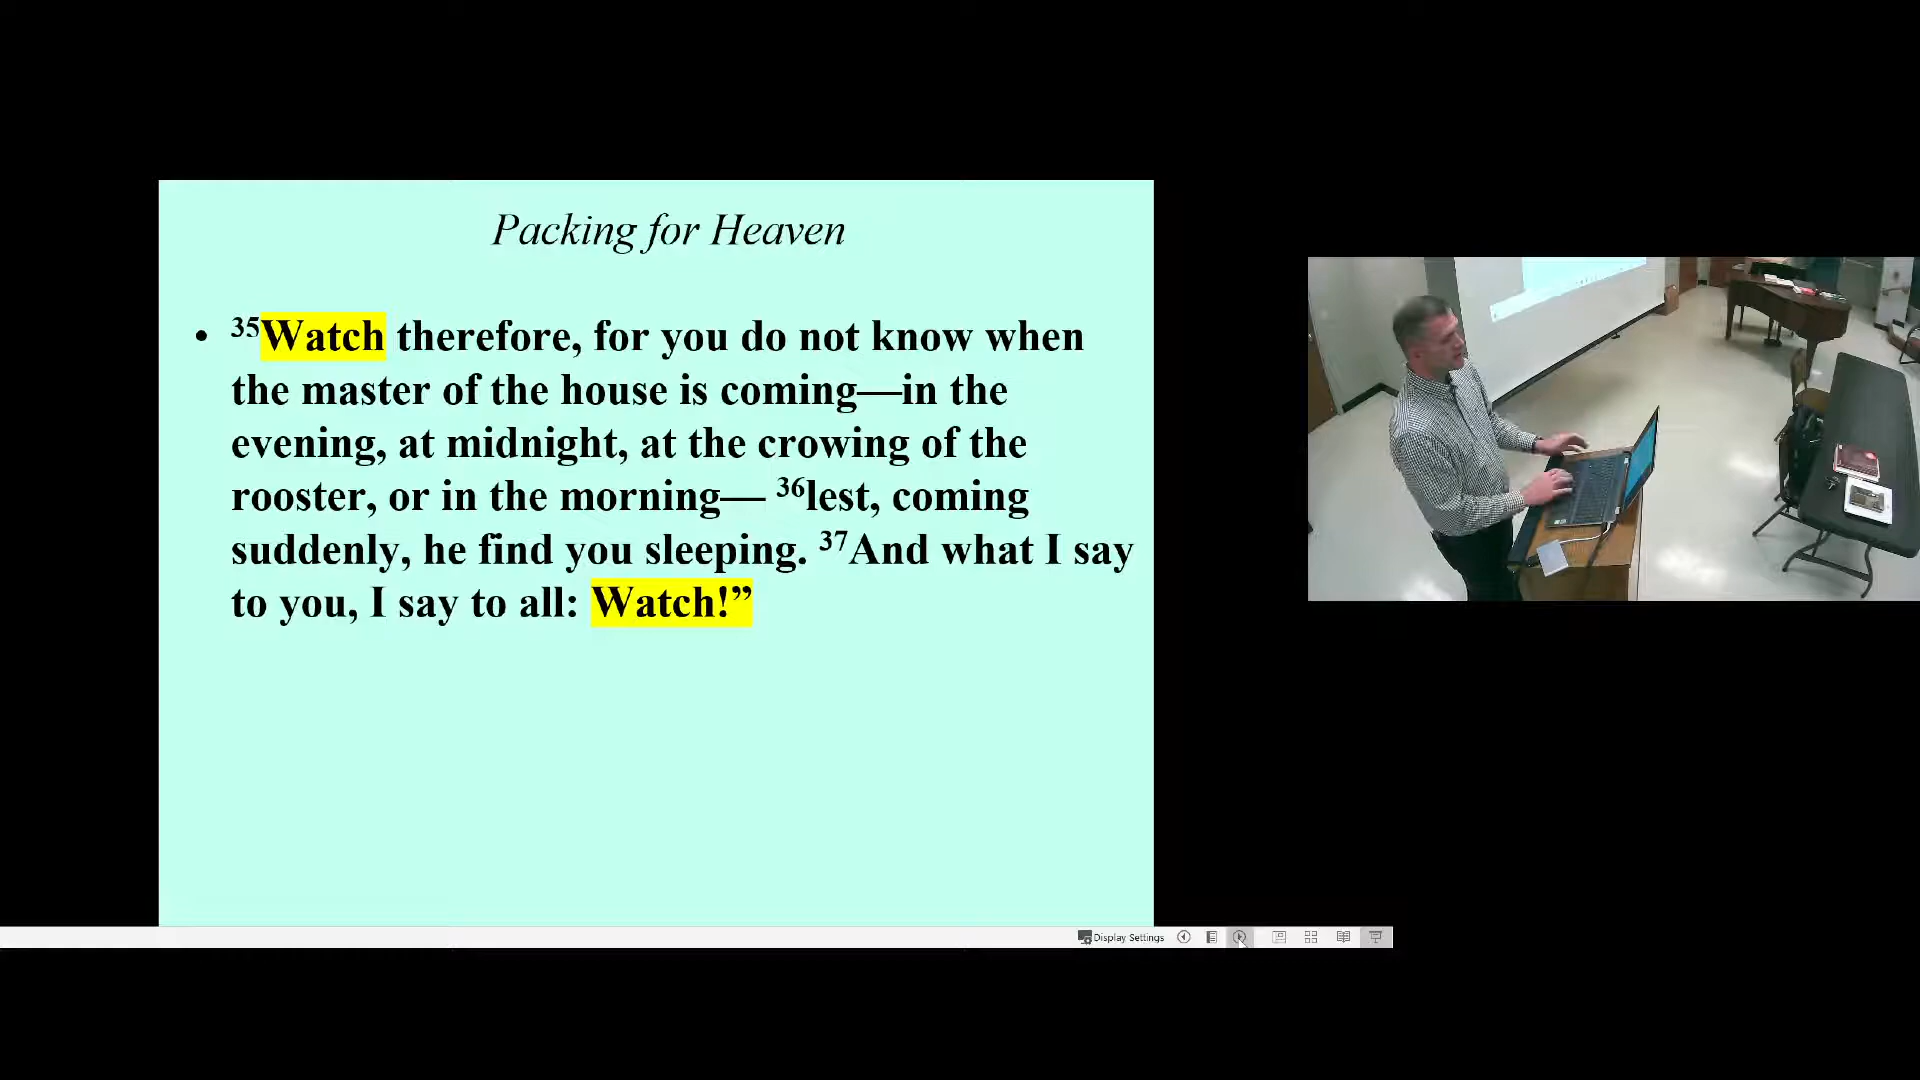 Packing for Heaven
• ³⁵Watch therefore, for you do not know when
the master of the house is coming—in the
evening, at midnight, at the crowing of the
rooster, or in the morning— ³⁶lest, coming
suddenly, he find you sleeping. ³⁷And what I say
to you, I say to all: Watch!”
Display Settings